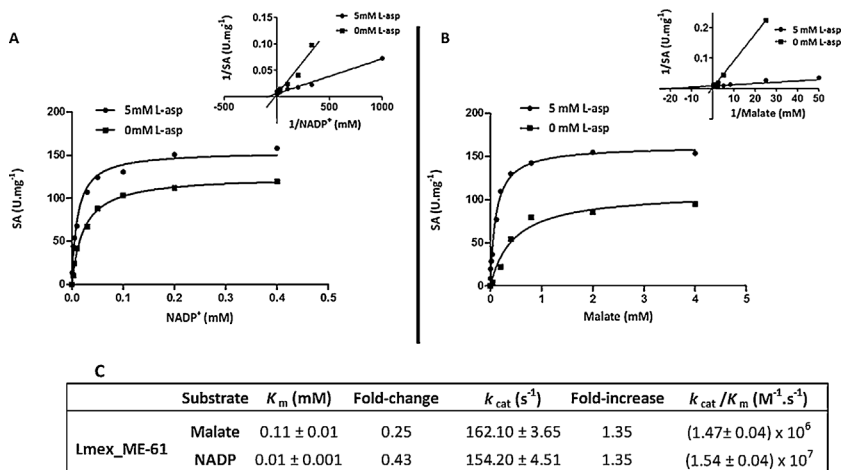 A
5mM L-asp
0mM L-asp
1/SA (U.mg⁻¹)
0.15
0.10
0.05
-500
500
1000
1/NADP⁺ (mM)
5mM L-asp
0mM L-asp
SA (U.mg⁻¹)
200
150
100
50
0
0.0
0.1
0.2
0.3
0.4
0.5
NADP⁺ (mM)
B
5 mM L-asp
0 mM L-asp
1/SA (U.mg⁻¹)
0.2
0.1
-20
-10
0
10
20
30
40
50
1/Malate (mM)
5 mM L-asp
0 mM L-asp
SA (U.mg⁻¹)
200
150
100
50
0
0
1
2
3
4
5
Malate (mM)
C
Substrate Km (mM) Fold-change kcat (s⁻¹) Fold-increase kcat /Km (M⁻¹.s⁻¹)
Lmex_ME-61
Malate 0.11 ± 0.01 0.25 162.10 ± 3.65 1.35 (1.47± 0.04) x 10⁶
NADP 0.01 ± 0.001 0.43 154.20 ± 4.51 1.35 (1.54 ± 0.04) x 10⁷